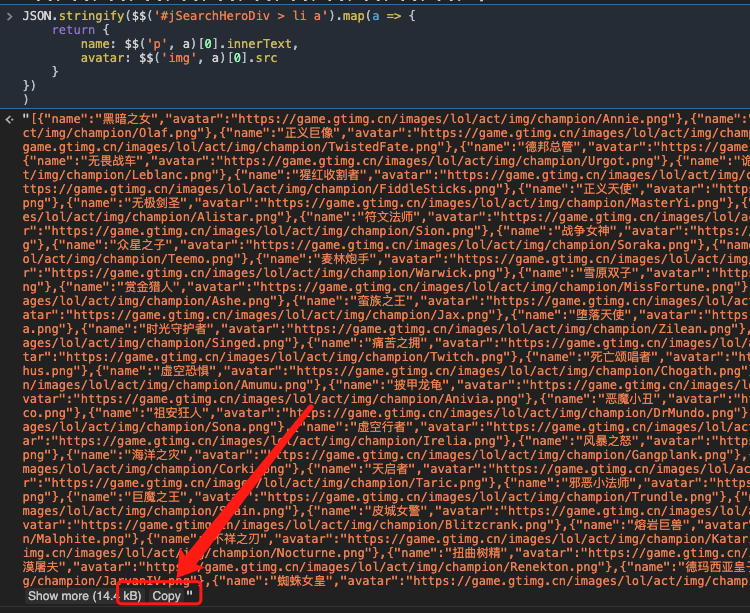 JSON.stringify($$('#jSearchHeroDiv > li a').map(a => {
return {
name: $$('p', a)[0].innerText,
avatar: $$('img', a)[0].src
}
})
)
"[{"name":"黑暗之女","avatar":"https://game.gtimg.cn/images/lol/act/img/champion/Annie.png"},{"name":"
ct/img/champion/Olaf.png"},{"name":"正义巨像","avatar":"https://game.gtimg.cn/images/lol/act/img/champion/
game.gtimg.cn/images/lol/act/img/champion/TwistedFate.png"},{"name":"德邦总管","avatar":"https://game.
{"name":"无畏战车","avatar":"https://game.gtimg.cn/images/lol/act/img/champion/Urgot.png"},{"name":"诡
t/img/champion/Leblanc.png"},{"name":"猩红收割者","avatar":"https://game.gtimg.cn/images/lol/act/img/
ttps://game.gtimg.cn/images/lol/act/img/champion/FiddleSticks.png"},{"name":"正义天使","avatar":"http
png"},{"name":"无极剑圣","avatar":"https://game.gtimg.cn/images/lol/act/img/champion/MasterYi.png"},{
es/lol/act/img/champion/Alistar.png"},{"name":"符文法师","avatar":"https://game.gtimg.cn/images/lol/a
r":"https://game.gtimg.cn/images/lol/act/img/champion/Sion.png"},{"name":"战争女神","avatar":"https:/
g"},{"name":"众星之子","avatar":"https://game.gtimg.cn/images/lol/act/img/champion/Soraka.png"},{"name
ol/act/img/champion/Teemo.png"},{"name":"麦林炮手","avatar":"https://game.gtimg.cn/images/lol/act/img/
r":"https://game.gtimg.cn/images/lol/act/img/champion/Warwick.png"},{"name":"雪原双子","avatar":"http
ng"},{"name":"赏金猎人","avatar":"https://game.gtimg.cn/images/lol/act/img/champion/MissFortune.png"}
ages/lol/act/img/champion/Ashe.png"},{"name":"蛮族之王","avatar":"https://game.gtimg.cn/images/lol/act
atar":"https://game.gtimg.cn/images/lol/act/img/champion/Jax.png"},{"name":"堕落天使","avatar":"https
a.png"},{"name":"时光守护者","avatar":"https://game.gtimg.cn/images/lol/act/img/champion/Zilean.png"},
ages/lol/act/img/champion/Singed.png"},{"name":"痛苦之拥","avatar":"https://game.gtimg.cn/images/lol/
tar":"https://game.gtimg.cn/images/lol/act/img/champion/Twitch.png"},{"name":"死亡颂唱者","avatar":"
hus.png"},{"name":"虚空恐惧","avatar":"https://game.gtimg.cn/images/lol/act/img/champion/Chogath.png"
n/images/lol/act/img/champion/Amumu.png"},{"name":"披甲龙龟","avatar":"https://game.gtimg.cn/images/l
vatar":"https://game.gtimg.cn/images/lol/act/img/champion/Anivia.png"},{"name":"恶魔小丑","avatar":"
co.png"},{"name":"祖安狂人","avatar":"https://game.gtimg.cn/images/lol/act/img/champion/DrMundo.png"}
ages/lol/act/img/champion/Sona.png"},{"name":"虚空行者","avatar":"https://game.gtimg.cn/images/lol/act
atar":"https://game.gtimg.cn/images/lol/act/img/champion/Irelia.png"},{"name":"风暴之怒","avatar":"ht
"name":"海洋之灾","avatar":"https://game.gtimg.cn/images/lol/act/img/champion/Gangplank.png"},{"name"
mages/lol/act/img/champion/Corki.png"},{"name":"天启者","avatar":"https://game.gtimg.cn/images/lol/act
"https://game.gtimg.cn/images/lol/act/img/champion/Taric.png"},{"name":"邪恶小法师","avatar":"https:/
png"},{"name":"巨魔之王","avatar":"https://game.gtimg.cn/images/lol/act/img/champion/Trundle.png"},{"
mages/lol/act/img/champion/Swain.png"},{"name":"皮城女警","avatar":"https://game.gtimg.cn/images/lol/
vatar":"https://game.gtimg.cn/images/lol/act/img/champion/Blitzcrank.png"},{"name":"熔岩巨兽","avatar
n/Malphite.png"},{ 不祥之刃","avatar":"https://game.gtimg.cn/images/lol/act/img/champion/Katar
img.cn/images/lol/act/img/champion/Nocturne.png"},{"name":"扭曲树精","avatar":"https://game.gtimg.cn/
漠屠夫","avatar":"https://game.gtimg.cn/images/lol/act/img/champion/Renekton.png"},{"name":"德玛西亚皇子
g/champion/JarvanIV.png"},{"name":"蜘蛛女皇","avatar":"https://game.gtimg.cn/images/lol/act/img/champ
Show more (14.4 kB) Copy "